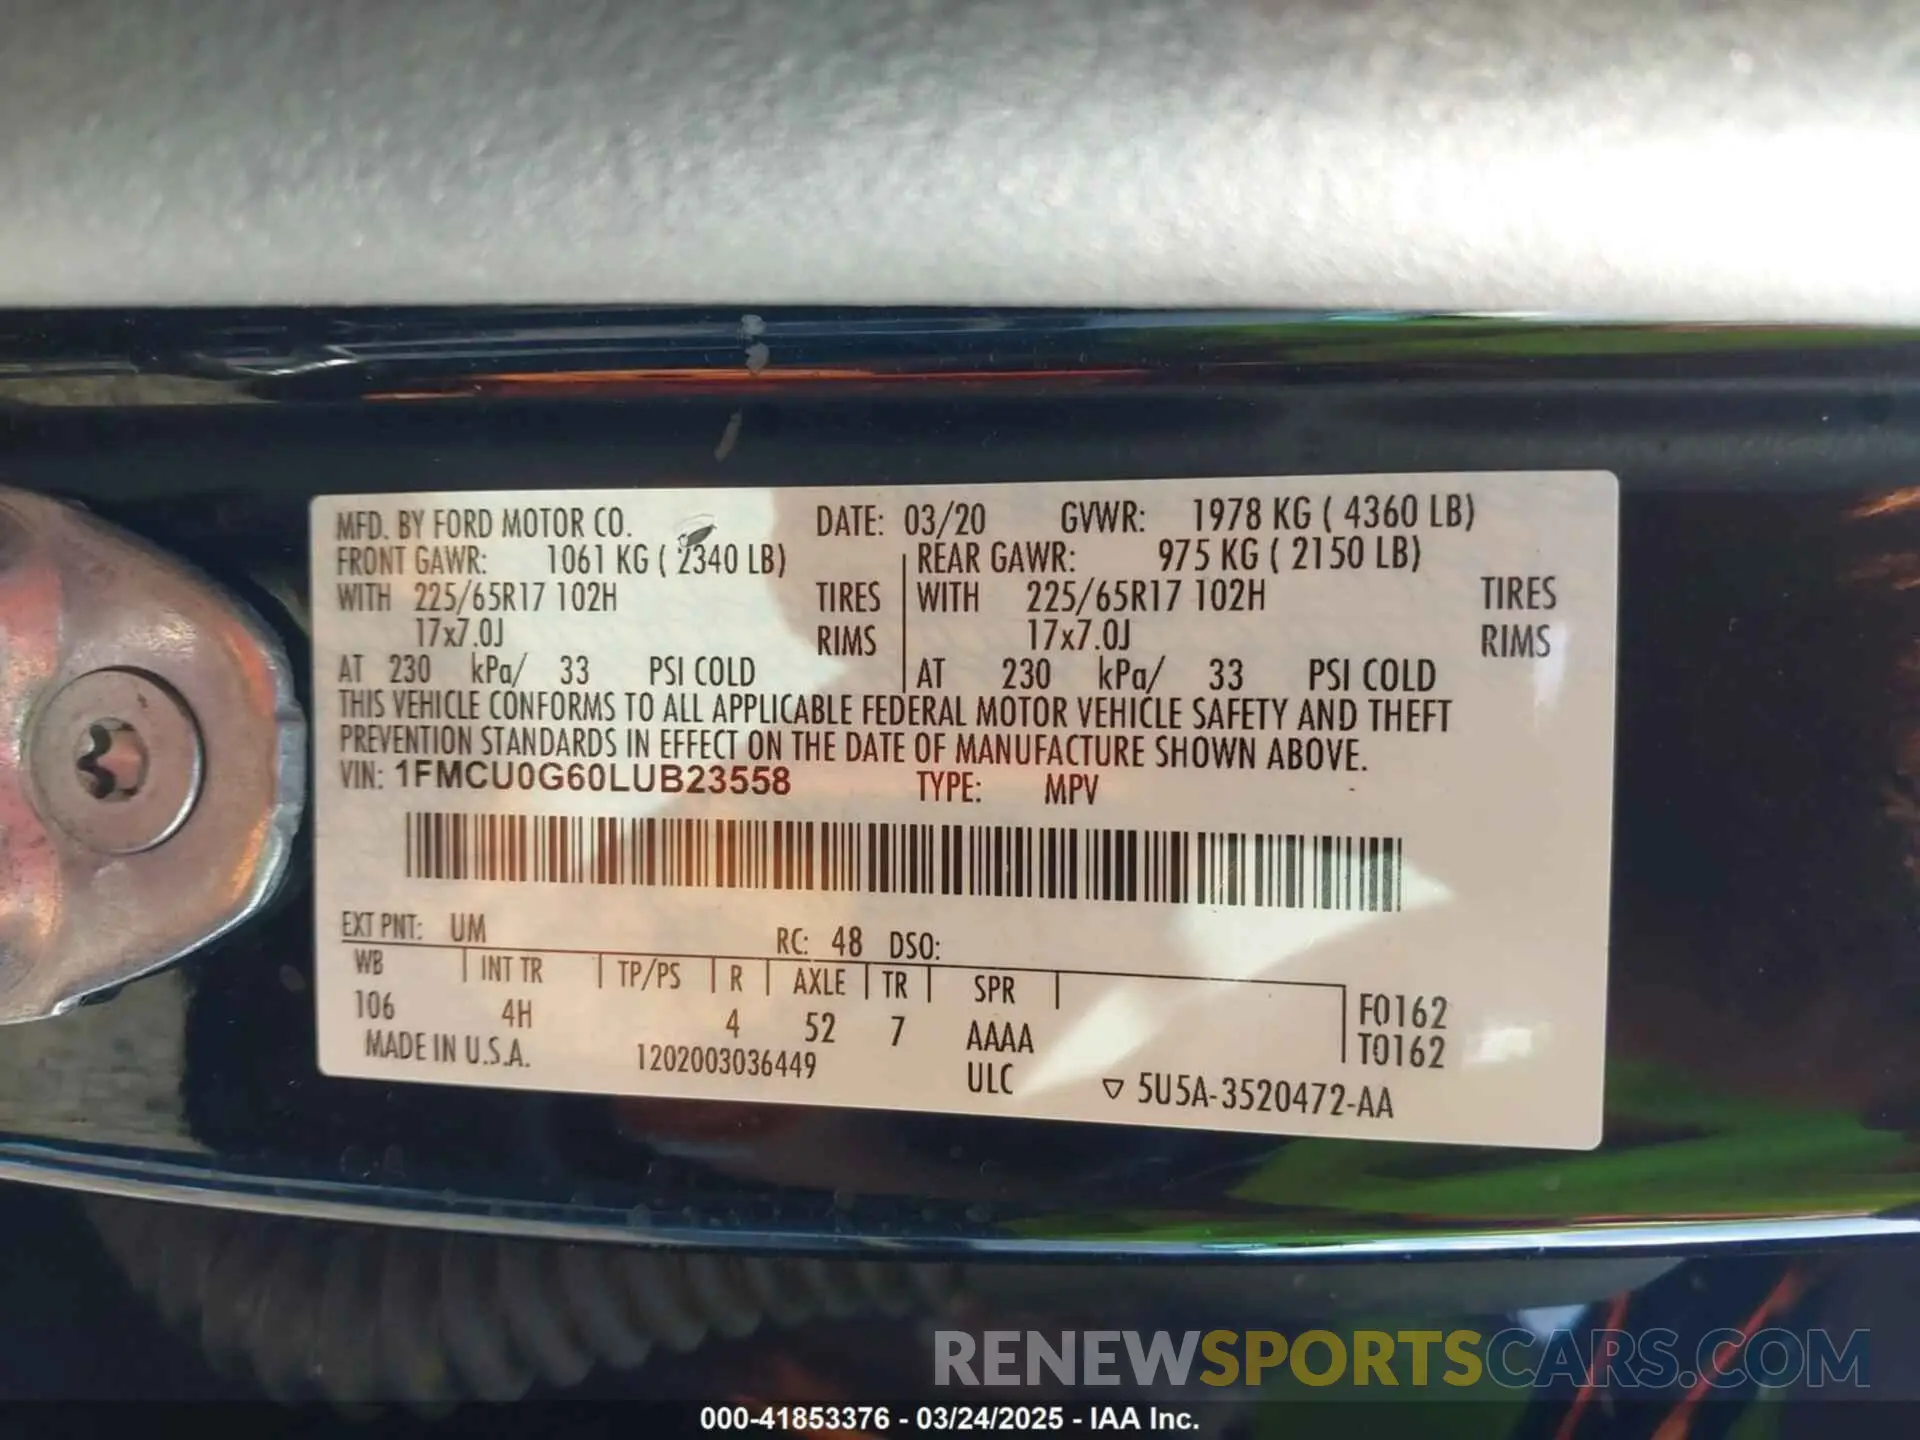 MFD. BY FORD MOTOR CO. DATE: 03/20 GVWR: 1978 KG ( 4360 LB)
FRONT GAWR: 1061 KG ( 2340 LB) REAR GAWR: 975 KG ( 2150 LB)
WITH 225/65R17 102H TIRES WITH 225/65R17 102H TIRES
17x7.0J RIMS 17x7.0J RIMS
AT 230 kPa/ 33 PSI COLD AT 230 kPa/ 33 PSI COLD
THIS VEHICLE CONFORMS TO ALL APPLICABLE FEDERAL MOTOR VEHICLE SAFETY AND THEFT
PREVENTION STANDARDS IN EFFECT ON THE DATE OF MANUFACTURE SHOWN ABOVE.
VIN: 1FMCU0G60LUB23558 TYPE: MPV
EXT PNT: UM RC: 48 DSO:
WB INT TR TP/PS R AXLE TR SPR
106 4H 4 52 7 AAAA F0162
MADE IN U.S.A. 1202003036449 ULC T0162
▽ 5U5A-3520472-AA
RENEWSPORTSCARS.COM
000-41853376 - 03/24/2025 - IAA Inc.